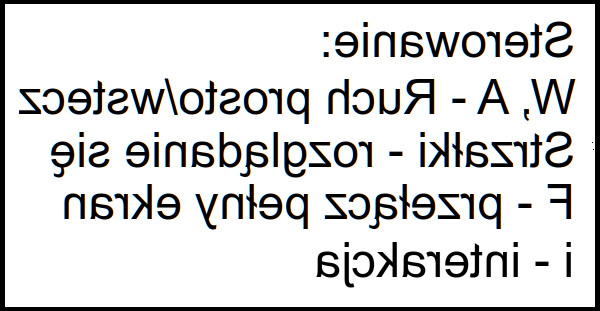 Sterowanie:
W, A - Ruch prosto/wstecz
Strzałki - rozglądanie się
F - przełącz pełny ekran
i - interakcja